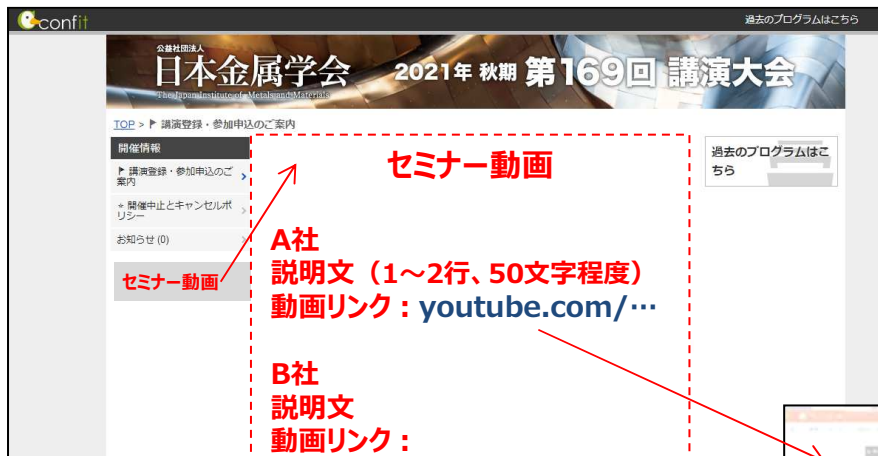 confit
過去のプログラムはこちら
公益社団法人
日本金属学会
The Japan Institute of Metals and Materials
2021年 秋期 第169回 講演大会
TOP > 講演登録・参加申込のご案内
開催情報
講演登録・参加申込のご
案内
* 開催中止とキャンセルポ
リシー
お知らせ (0)
セミナー動画
セミナー動画
A社
説明文（1～2行、50文字程度）
動画リンク：youtube.com/…
B社
説明文
動画リンク：
過去のプログラムはこ
ちら